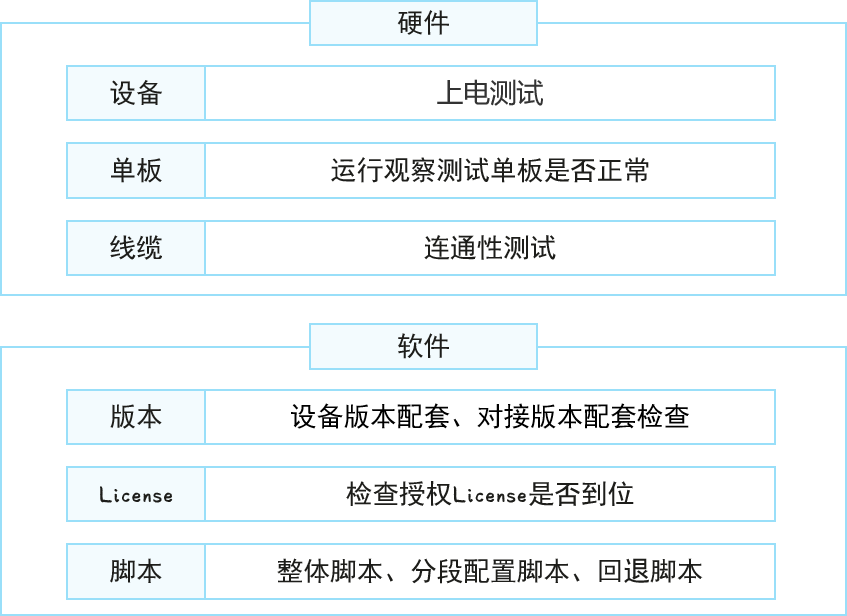 硬件
设备 上电测试
单板 运行观察测试单板是否正常
线缆 连通性测试
软件
版本 设备版本配套、对接版本配套检查
License 检查授权License是否到位
脚本 整体脚本、分段配置脚本、回退脚本